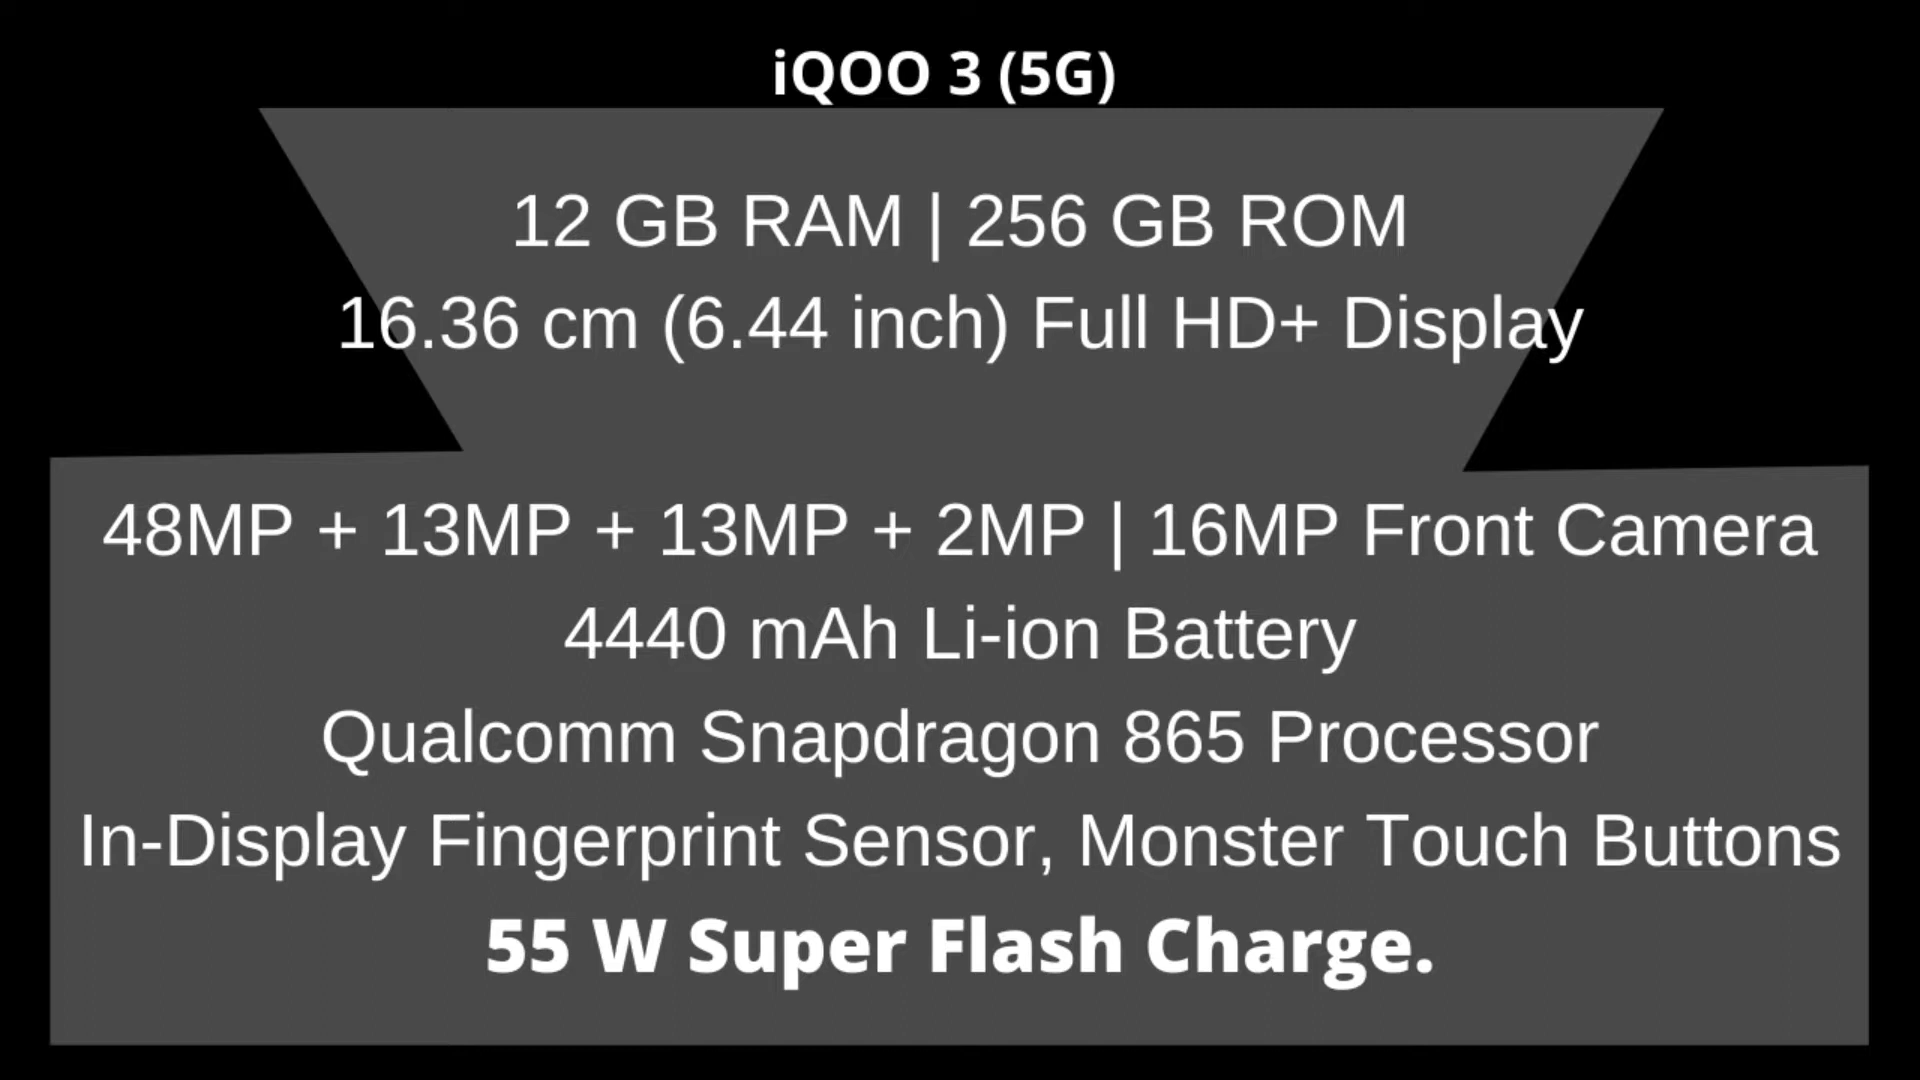 iQOO 3 (5G)
12 GB RAM | 256 GB ROM
16.36 cm (6.44 inch) Full HD+ Display
48MP + 13MP + 13MP + 2MP | 16MP Front Camera
4440 mAh Li-ion Battery
Qualcomm Snapdragon 865 Processor
In-Display Fingerprint Sensor, Monster Touch Buttons
55 W Super Flash Charge.